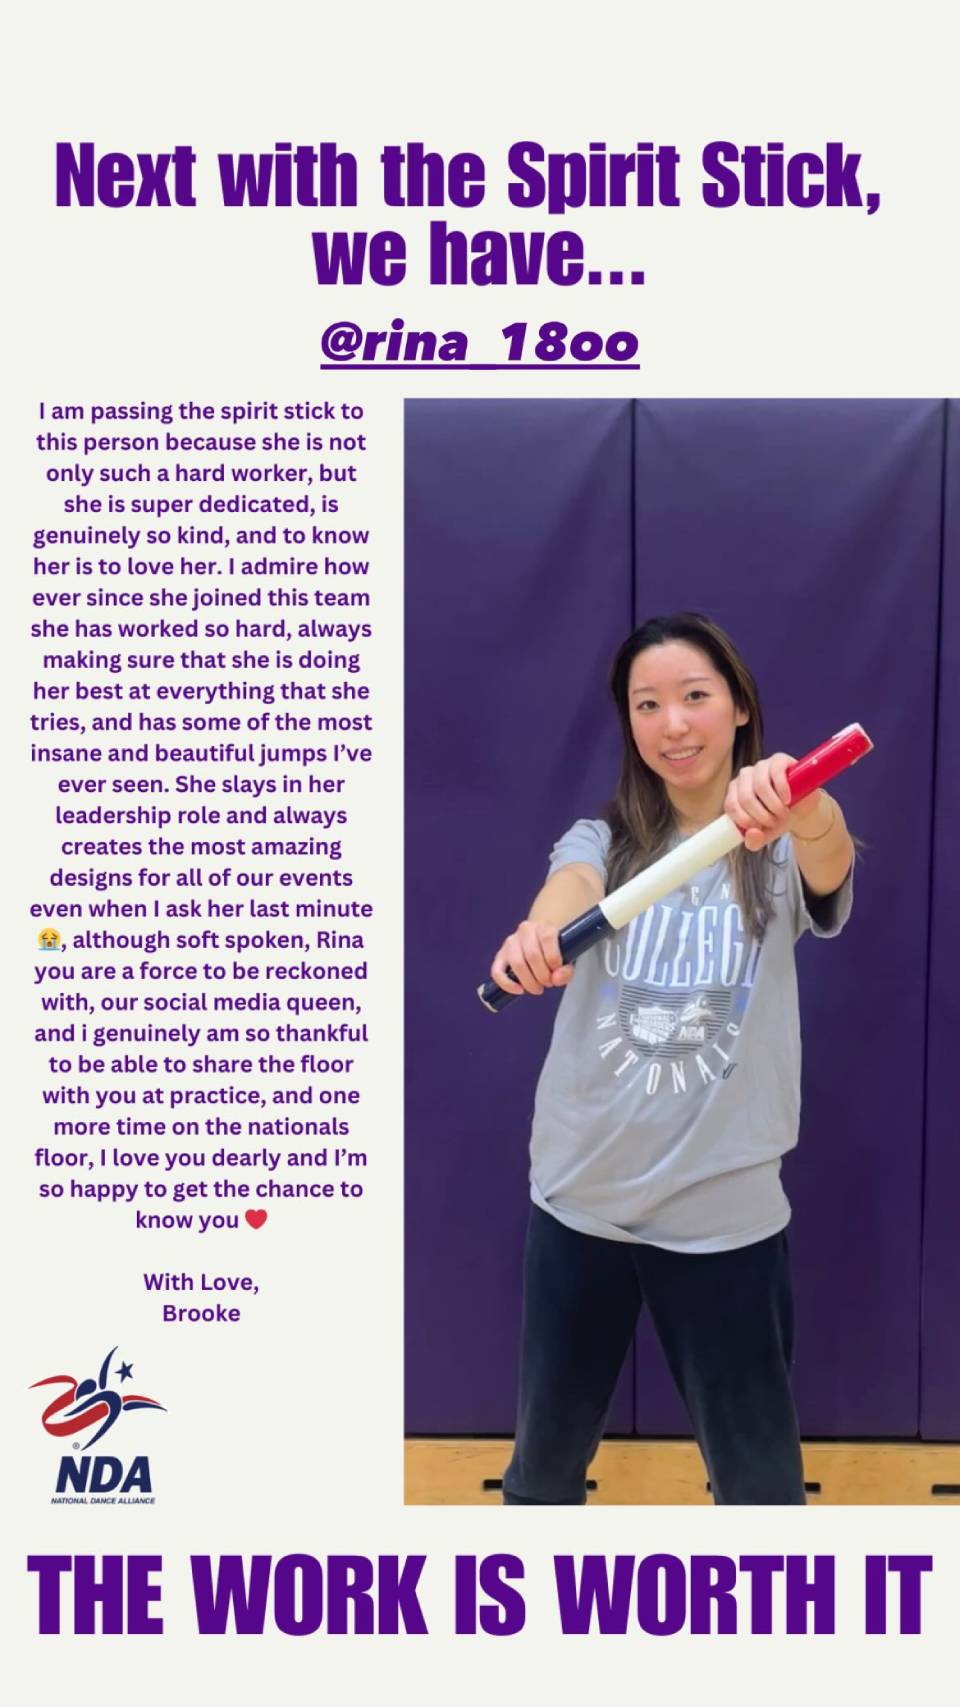 Next with the Spirit Stick,
we have...
@rina_18oo
I am passing the spirit stick to
this person because she is not
only such a hard worker, but
she is super dedicated, is
genuinely so kind, and to know
her is to love her. I admire how
ever since she joined this team
she has worked so hard, always
making sure that she is doing
her best at everything that she
tries, and has some of the most
insane and beautiful jumps I’ve
ever seen. She slays in her
leadership role and always
creates the most amazing
designs for all of our events
even when I ask her last minute
😭, although soft spoken, Rina
you are a force to be reckoned
with, our social media queen,
and i genuinely am so thankful
to be able to share the floor
with you at practice, and one
more time on the nationals
floor, I love you dearly and I’m
so happy to get the chance to
know you ❤️
With Love,
Brooke
COLLEGE
NDA
NATIONA
®
NDA
NATIONAL DANCE ALLIANCE
THE WORK IS WORTH IT